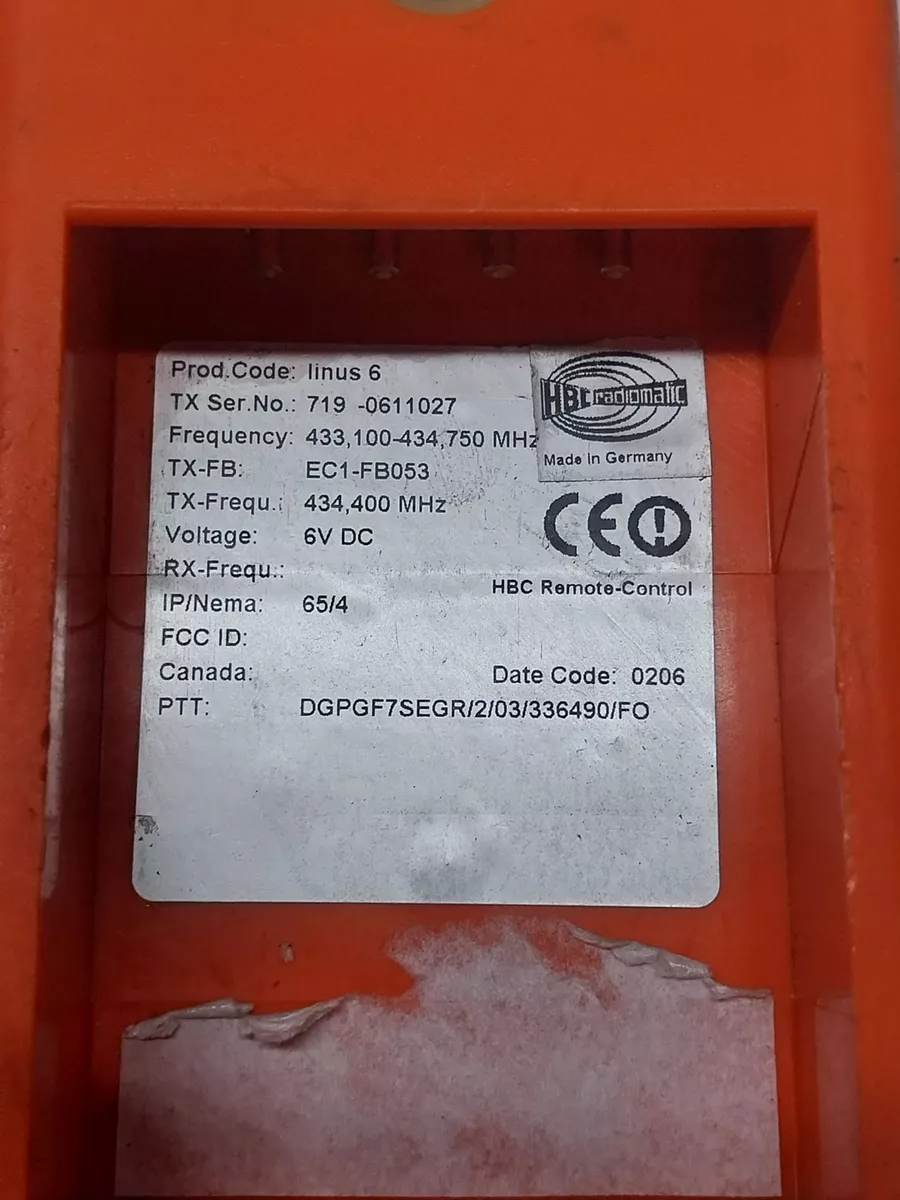 Prod.Code: linus 6
TX Ser.No.: 719 -0611027
Frequency: 433,100-434,750 MHz
TX-FB: EC1-FB053
TX-Frequ.: 434,400 MHz
Voltage: 6V DC
RX-Frequ.:
IP/Nema: 65/4
FCC ID:
Canada:
PTT: DGPGF7SEGR/2/03/336490/FO
HBC radiomatic
Made in Germany
CE
HBC Remote-Control
Date Code: 0206